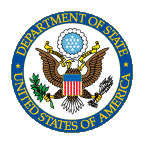 DEPARTMENT OF STATE
UNITED STATES OF AMERICA